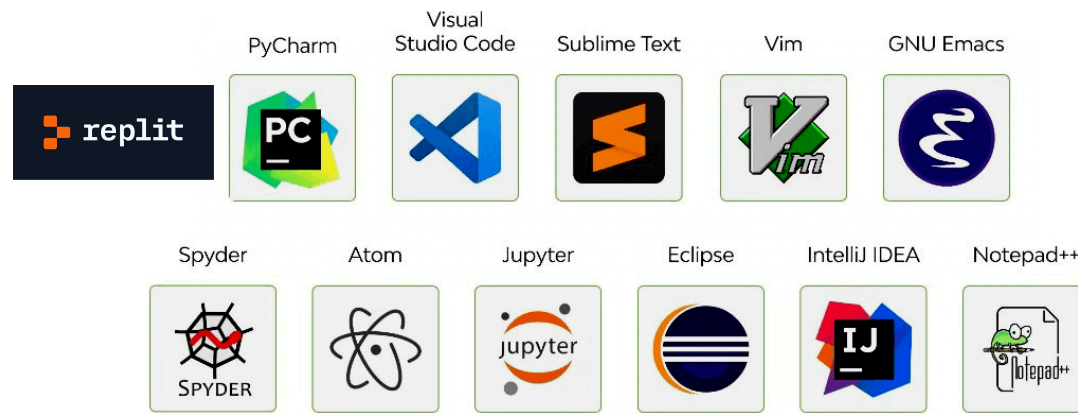 Visual
PyCharm Studio Code Sublime Text Vim GNU Emacs
replit PC Vim
Spyder Atom Jupyter Eclipse IntelliJ IDEA Notepad++
SPYDER jupyter IJ Notepad++